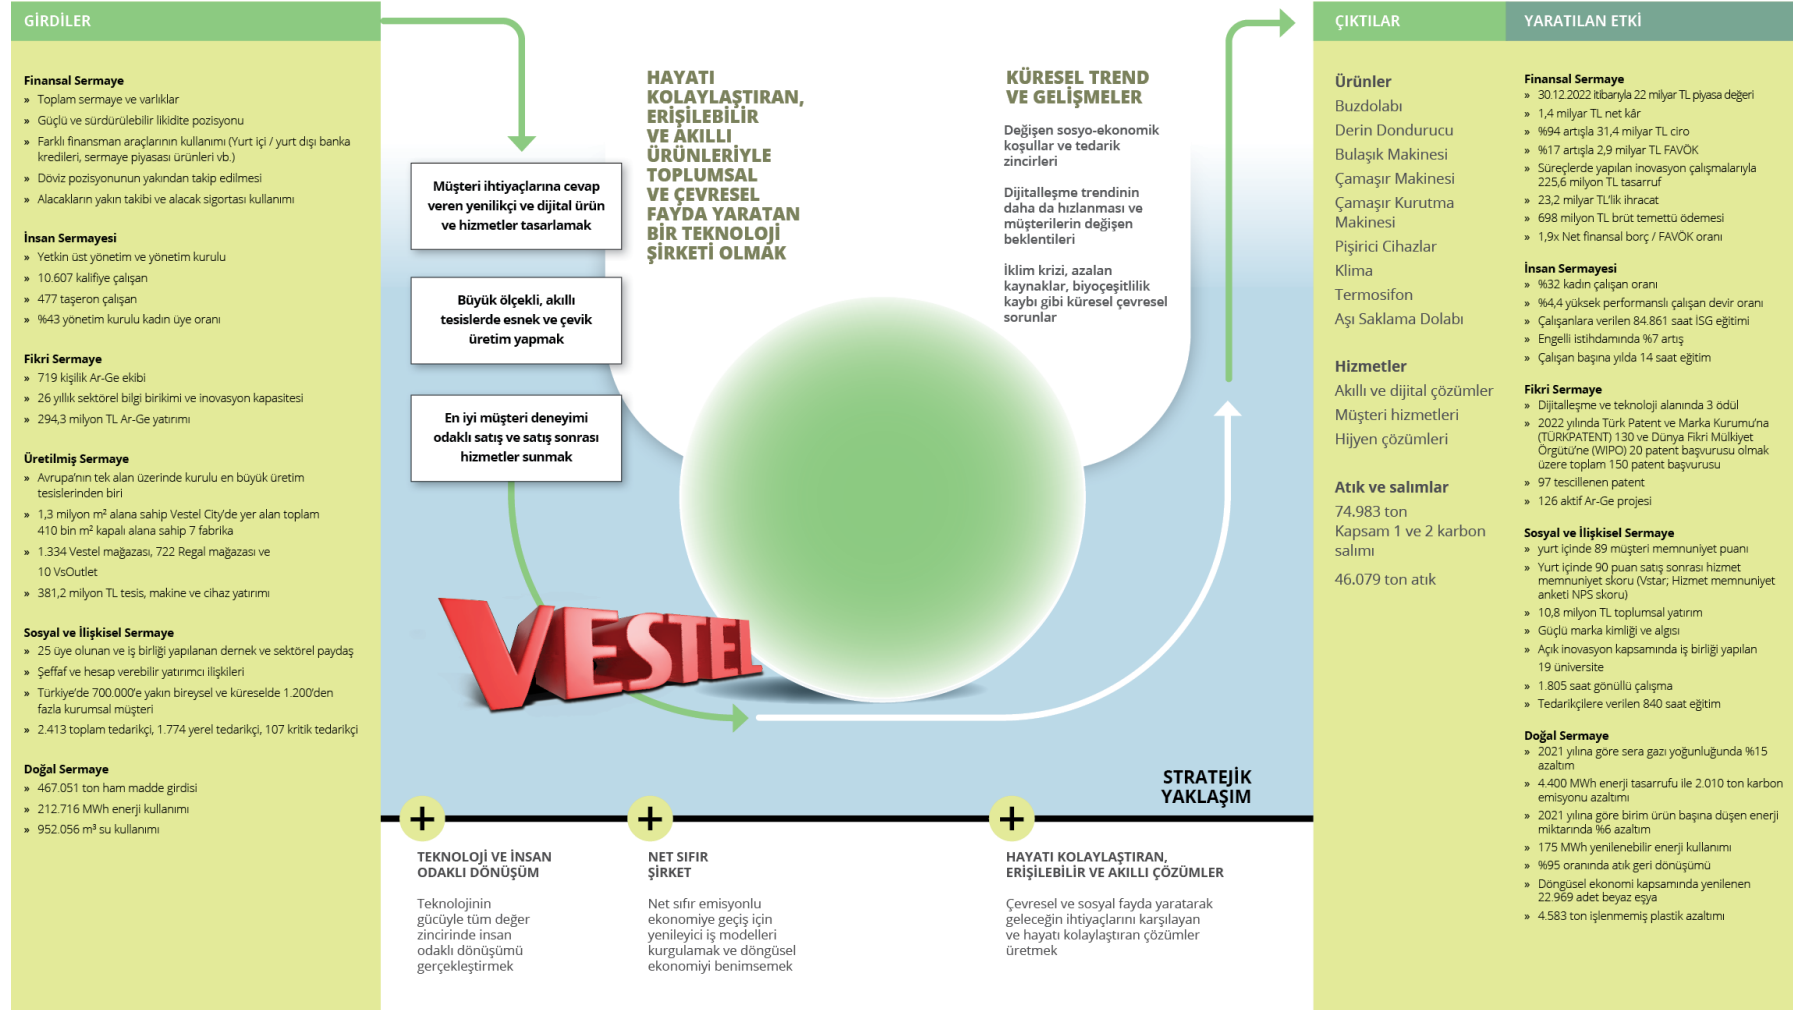 GİRDİLER
Finansal Sermaye
» Toplam sermaye ve varlıklar
» Güçlü ve sürdürülebilir likidite pozisyonu
» Farklı finansman araçlarının kullanımı (Yurt içi / yurt dışı banka
kredileri, sermaye piyasası ürünleri vb.)
» Döviz pozisyonunun yakından takip edilmesi
» Alacakların yakın takibi ve alacak sigortası kullanımı
İnsan Sermayesi
» Yetkin üst yönetim ve yönetim kurulu
» 10.607 kalifiye çalışan
» 477 taşeron çalışan
» %43 yönetim kurulu kadın üye oranı
Fikri Sermaye
» 719 kişilik Ar-Ge ekibi
» 26 yıllık sektörel bilgi birikimi ve inovasyon kapasitesi
» 294,3 milyon TL Ar-Ge yatırımı
Üretilmiş Sermaye
» Avrupa'nın tek alan üzerinde kurulu en büyük üretim
tesislerinden biri
» 1,3 milyon m² alana sahip Vestel City'de yer alan toplam
410 bin m² kapalı alana sahip 7 fabrika
» 1.334 Vestel mağazası, 722 Regal mağazası ve
10 VsOutlet
» 381,2 milyon TL tesis, makine ve cihaz yatırımı
Sosyal ve İlişkisel Sermaye
» 25 üye olunan ve iş birliği yapılanan dernek ve sektörel paydaş
» Şeffaf ve hesap verebilir yatırımcı ilişkileri
» Türkiye'de 700.000'e yakın bireysel ve küreselde 1.200'den
fazla kurumsal müşteri
» 2.413 toplam tedarikçi, 1.774 yerel tedarikçi, 107 kritik tedarikçi
Doğal Sermaye
» 467.051 ton ham madde girdisi
» 212.716 MWh enerji kullanımı
» 952.056 m³ su kullanımı
Müşteri ihtiyaçlarına cevap
veren yenilikçi ve dijital ürün
ve hizmetler tasarlamak
Büyük ölçekli, akıllı
tesislerde esnek ve çevik
üretim yapmak
En iyi müşteri deneyimi
odaklı satış ve satış sonrası
hizmetler sunmak
HAYATI
KOLAYLAŞTIRAN,
ERİŞİLEBİLİR
VE AKILLI
ÜRÜNLERİYLE
TOPLUMSAL
VE ÇEVRESEL
FAYDA YARATAN
BİR TEKNOLOJİ
ŞİRKETİ OLMAK
KÜRESEL TREND
VE GELİŞMELER
Değişen sosyo-ekonomik
koşullar ve tedarik
zincirleri
Dijitalleşme trendinin
daha da hızlanması ve
müşterilerin değişen
beklentileri
İklim krizi, azalan
kaynaklar, biyoçeşitlilik
kaybı gibi küresel çevresel
sorunlar
VESTEL
STRATEJİK
YAKLAŞIM
TEKNOLOJİ VE İNSAN
ODAKLI DÖNÜŞÜM
Teknolojinin
gücüyle tüm değer
zincirinde insan
odaklı dönüşümü
gerçekleştirmek
NET SIFIR
ŞİRKET
Net sıfır emisyonlu
ekonomiye geçiş için
yenileyici iş modelleri
kurgulamak ve döngüsel
ekonomiyi benimsemek
HAYATI KOLAYLAŞTIRAN,
ERİŞİLEBİLİR VE AKILLI ÇÖZÜMLER
Çevresel ve sosyal fayda yaratarak
geleceğin ihtiyaçlarını karşılayan
ve hayatı kolaylaştıran çözümler
üretmek
ÇIKTILAR
Ürünler
Buzdolabı
Derin Dondurucu
Bulaşık Makinesi
Çamaşır Makinesi
Çamaşır Kurutma
Makinesi
Pişirici Cihazlar
Klima
Termosifon
Aşı Saklama Dolabı
Hizmetler
Akıllı ve dijital çözümler
Müşteri hizmetleri
Hijyen çözümleri
Atık ve salımlar
74.983 ton
Kapsam 1 ve 2 karbon
salımı
46.079 ton atık
YARATILAN ETKİ
Finansal Sermaye
» 30.12.2022 itibarıyla 22 milyar TL piyasa değeri
» 1,4 milyar TL net kâr
» %94 artışla 31,4 milyar TL ciro
» %17 artışla 2,9 milyar TL FAVÖK
» Süreçlerde yapılan inovasyon çalışmalarıyla
225,6 milyon TL tasarruf
» 23,2 milyar TL'lik ihracat
» 698 milyon TL brüt temettü ödemesi
» 1,9x Net finansal borç / FAVÖK oranı
İnsan Sermayesi
» %32 kadın çalışan oranı
» %4,4 yüksek performanslı çalışan devir oranı
» Çalışanlara verilen 84.861 saat İSG eğitimi
» Engelli istihdamında %7 artış
» Çalışan başına yılda 14 saat eğitim
Fikri Sermaye
» Dijitalleşme ve teknoloji alanında 3 ödül
» 2022 yılında Türk Patent ve Marka Kurumu'na
(TÜRKPATENT) 130 ve Dünya Fikri Mülkiyet
Örgütü'ne (WIPO) 20 patent başvurusu olmak
üzere toplam 150 patent başvurusu
» 97 tescillenen patent
» 126 aktif Ar-Ge projesi
Sosyal ve İlişkisel Sermaye
» yurt içinde 89 müşteri memnuniyet puanı
» Yurt içinde 90 puan satış sonrası hizmet
memnuniyet skoru (Vstar; Hizmet memnuniyet
anketi NPS skoru)
» 10,8 milyon TL toplumsal yatırım
» Güçlü marka kimliği ve algısı
» Açık inovasyon kapsamında iş birliği yapılan
19 üniversite
» 1.805 saat gönüllü çalışma
» Tedarikçilere verilen 840 saat eğitim
Doğal Sermaye
» 2021 yılına göre sera gazı yoğunluğunda %15
azaltım
» 4.400 MWh enerji tasarrufu ile 2.010 ton karbon
emisyonu azaltımı
» 2021 yılına göre birim ürün başına düşen enerji
miktarında %6 azaltım
» 175 MWh yenilenebilir enerji kullanımı
» %95 oranında atık geri dönüşümü
» Döngüsel ekonomi kapsamında yenilenen
22.969 adet beyaz eşya
» 4.583 ton işlenmemiş plastik azaltımı